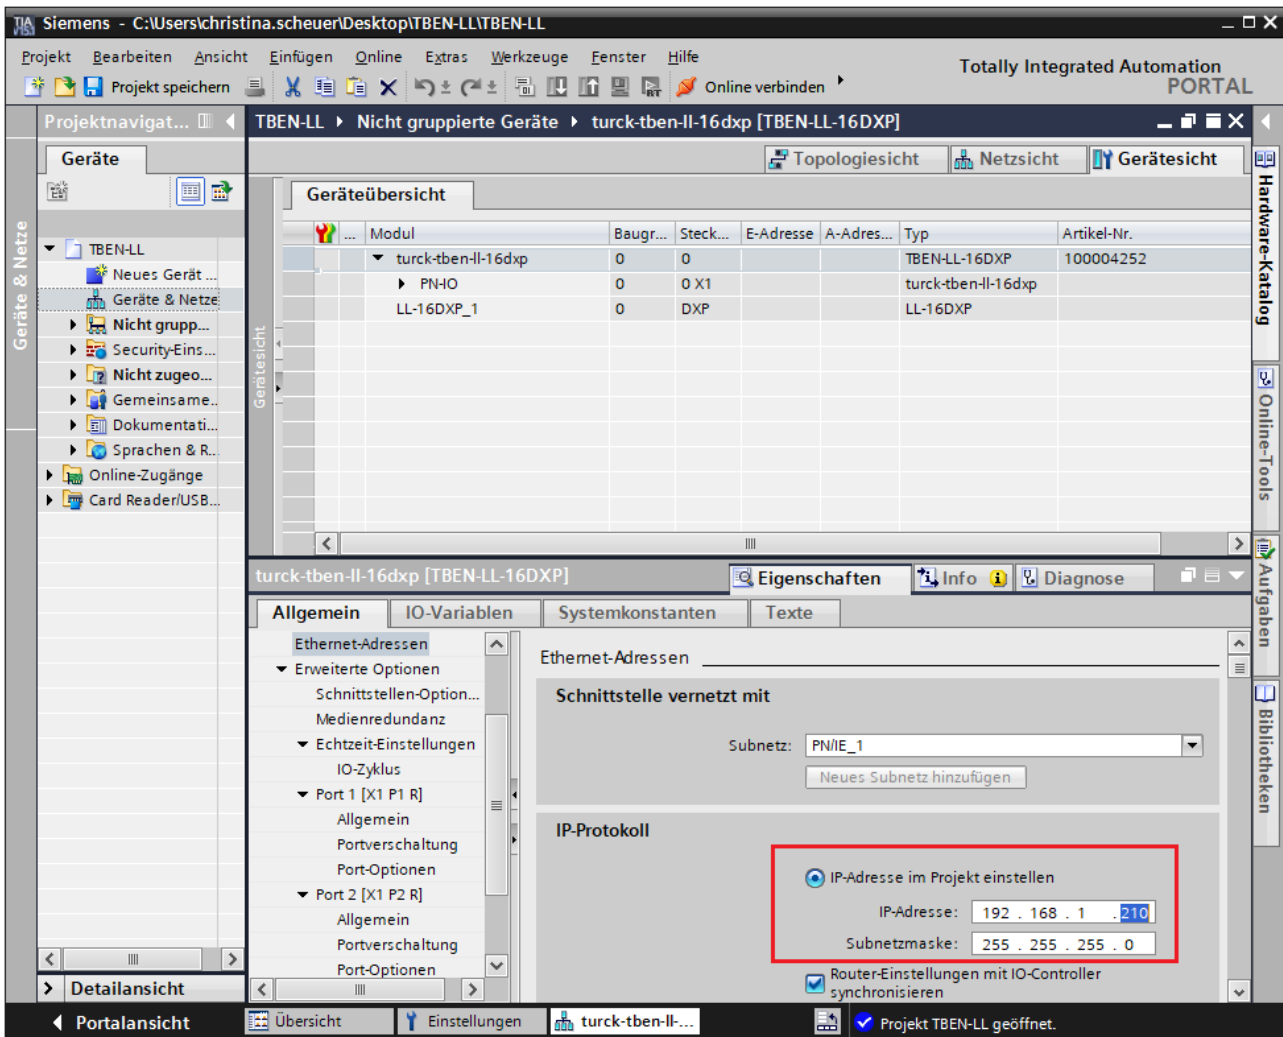 Siemens - C:\Users\christina.scheuer\Desktop\TBEN-LL\TBEN-LL
Projekt Bearbeiten Ansicht Einfügen Online Extras Werkzeuge Fenster Hilfe
Totally Integrated Automation
PORTAL
Projekt speichern Online verbinden
Projektnavigat...
TBEN-LL Nicht gruppierte Geräte turck-tben-ll-16dxp [TBEN-LL-16DXP]
Geräte
Topologiesicht Netzsicht Gerätesicht
Geräteübersicht
... Modul Baugr... Steck... E-Adresse A-Adres... Typ Artikel-Nr.
turck-tben-ll-16dxp 0 0 TBEN-LL-16DXP 100004252
PN-IO 0 0 X1 turck-tben-ll-16dxp
LL-16DXP_1 0 DXP LL-16DXP
TBEN-LL
Neues Gerät ...
Geräte & Netze
Nicht grupp...
Security-Eins...
Nicht zugeo...
Gemeinsame..
Dokumentati...
Sprachen & R..
Online-Zugänge
Card Reader/USB...
Geräte & Netze
Gerätesicht
Hardware-Katalog
Online-Tools
Aufgaben
Bibliotheken
turck-tben-ll-16dxp [TBEN-LL-16DXP]
Eigenschaften Info Diagnose
Allgemein IO-Variablen Systemkonstanten Texte
Ethernet-Adressen
Erweiterte Optionen
Schnittstellen-Option...
Medienredundanz
Echtzeit-Einstellungen
IO-Zyklus
Port 1 [X1 P1 R]
Allgemein
Portverschaltung
Port-Optionen
Port 2 [X1 P2 R]
Allgemein
Portverschaltung
Port-Optionen
Ethernet-Adressen
Schnittstelle vernetzt mit
Subnetz: PN/IE_1
Neues Subnetz hinzufügen
IP-Protokoll
IP-Adresse im Projekt einstellen
IP-Adresse: 192 . 168 . 1 . 210
Subnetzmaske: 255 . 255 . 255 . 0
Router-Einstellungen mit IO-Controller
synchronisieren
Detailansicht
Portalansicht Übersicht Einstellungen turck-tben-ll-... Projekt TBEN-LL geöffnet.